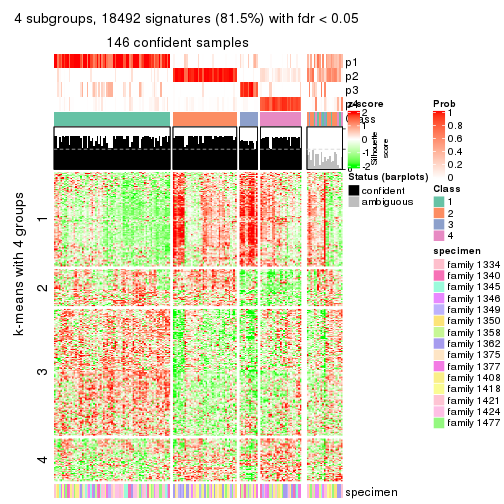 4 subgroups, 18492 signatures (81.5%) with fdr < 0.05
146 confident samples
p1
p2
p3
p4
Class
z-score
2
1
0
-1
-2
Silhouette
score
Prob
1
0.8
0.6
0.4
0.2
0
Status (barplots)
confident
ambiguous
Class
1
2
3
4
specimen
family 1334
family 1340
family 1345
family 1346
family 1349
family 1350
family 1358
family 1362
family 1375
family 1377
family 1408
family 1418
family 1421
family 1424
family 1477
k-means with 4 groups
1
2
3
4
specimen